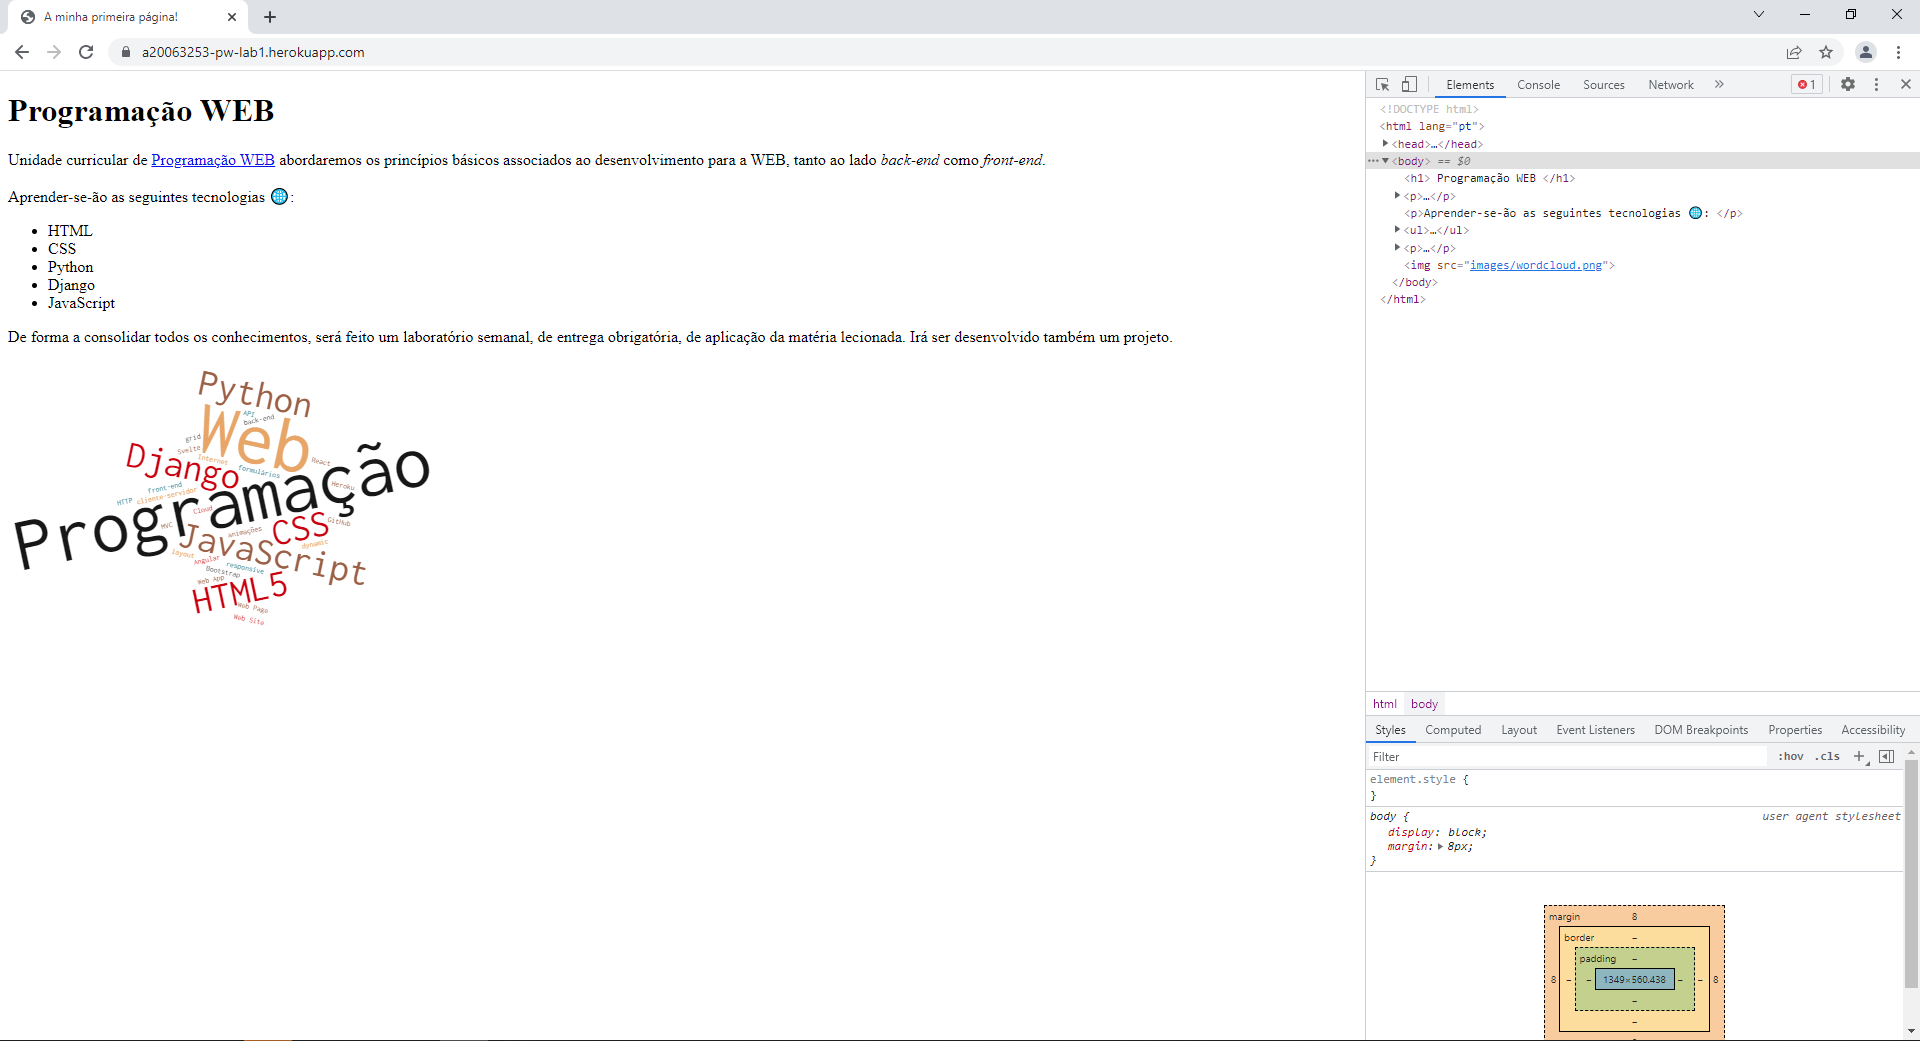 A minha primeira página!
a20063253-pw-lab1.herokuapp.com
Programação WEB
Unidade curricular de Programação WEB abordaremos os princípios básicos associados ao desenvolvimento para a WEB, tanto ao lado back-end como front-end.
Aprender-se-ão as seguintes tecnologias 🌐:
• HTML
• CSS
• Python
• Django
• JavaScript
De forma a consolidar todos os conhecimentos, será feito um laboratório semanal, de entrega obrigatória, de aplicação da matéria lecionada. Irá ser desenvolvido também um projeto.
Python
API
back-end
Web
grid
Svelte
Django
Internet
formulários
React
Heroku
Programação
front-end
HTTP
cliente-servidor
Cloud
MVC
CSS
GitHub
animações
JavaScript
dynamic
layout
Angular
responsive
Bootstrap
Web App
HTML5
Web Page
Web Site
Elements Console Sources Network » 1
<!DOCTYPE html>
<html lang="pt">
<head>…</head>
<body> == $0
<h1> Programação WEB </h1>
<p>…</p>
<p>Aprender-se-ão as seguintes tecnologias 🌐: </p>
<ul>…</ul>
<p>…</p>
<img src="images/wordcloud.png">
</body>
</html>
html body
Styles Computed Layout Event Listeners DOM Breakpoints Properties Accessibility
Filter :hov .cls +
element.style {
}
body { user agent stylesheet
display: block;
margin: 8px;
}
margin 8
border –
padding –
8 – – 1349×560.438 – – 8
–
–